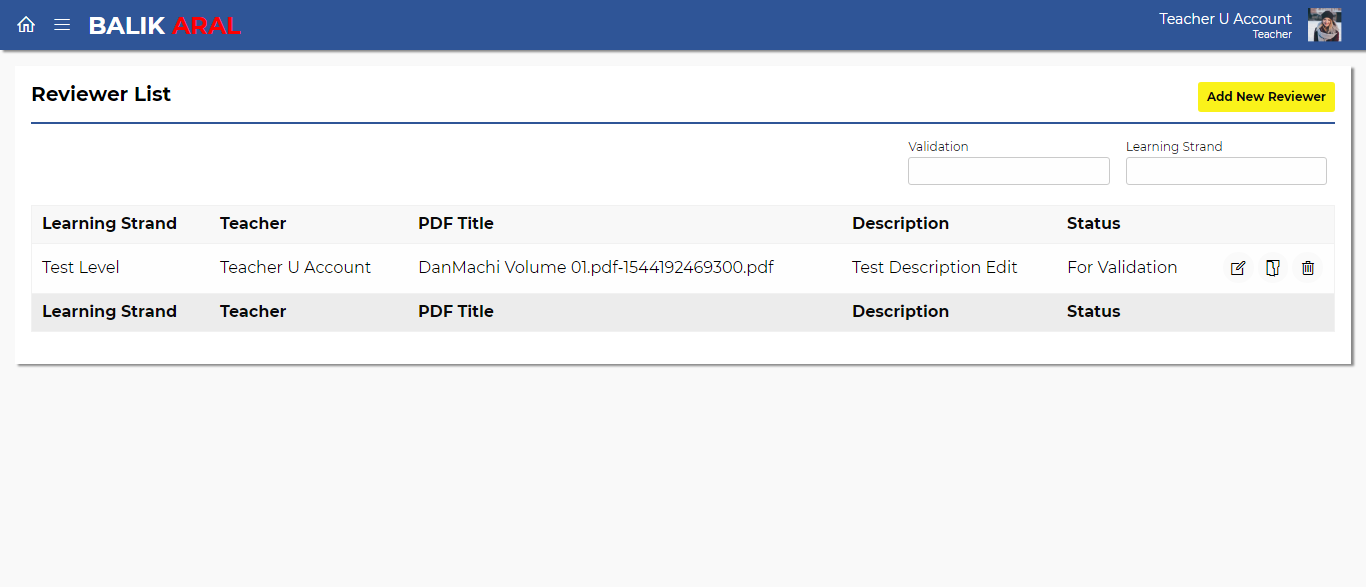 BALIK ARAL
Teacher U Account
Teacher
Reviewer List
Add New Reviewer
Validation
Learning Strand
Learning Strand Teacher PDF Title Description Status
Test Level Teacher U Account DanMachi Volume 01.pdf-1544192469300.pdf Test Description Edit For Validation
Learning Strand Teacher PDF Title Description Status